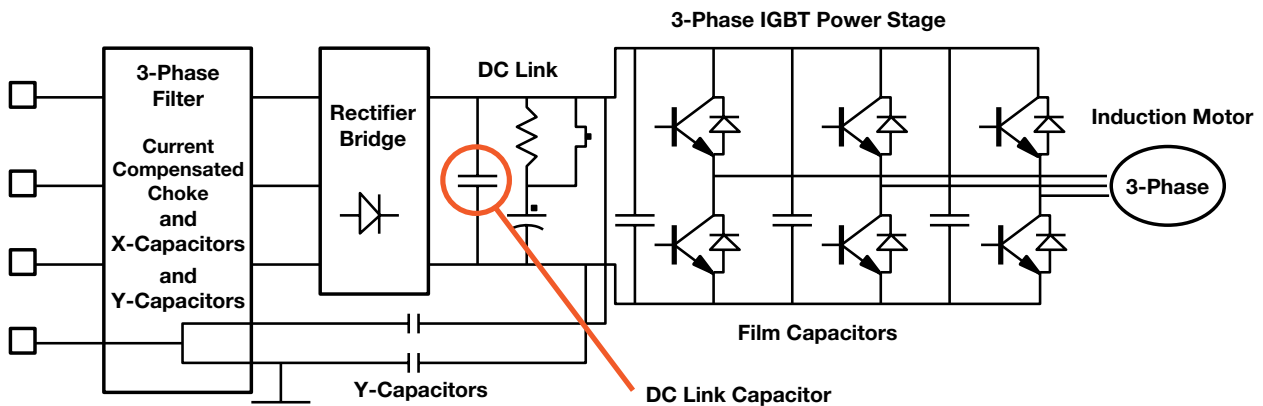 3-Phase IGBT Power Stage
3-Phase
Filter
Current
Compensated
Choke
and
X-Capacitors
and
Y-Capacitors
Rectifier
Bridge
DC Link
Induction Motor
3-Phase
Film Capacitors
Y-Capacitors
DC Link Capacitor